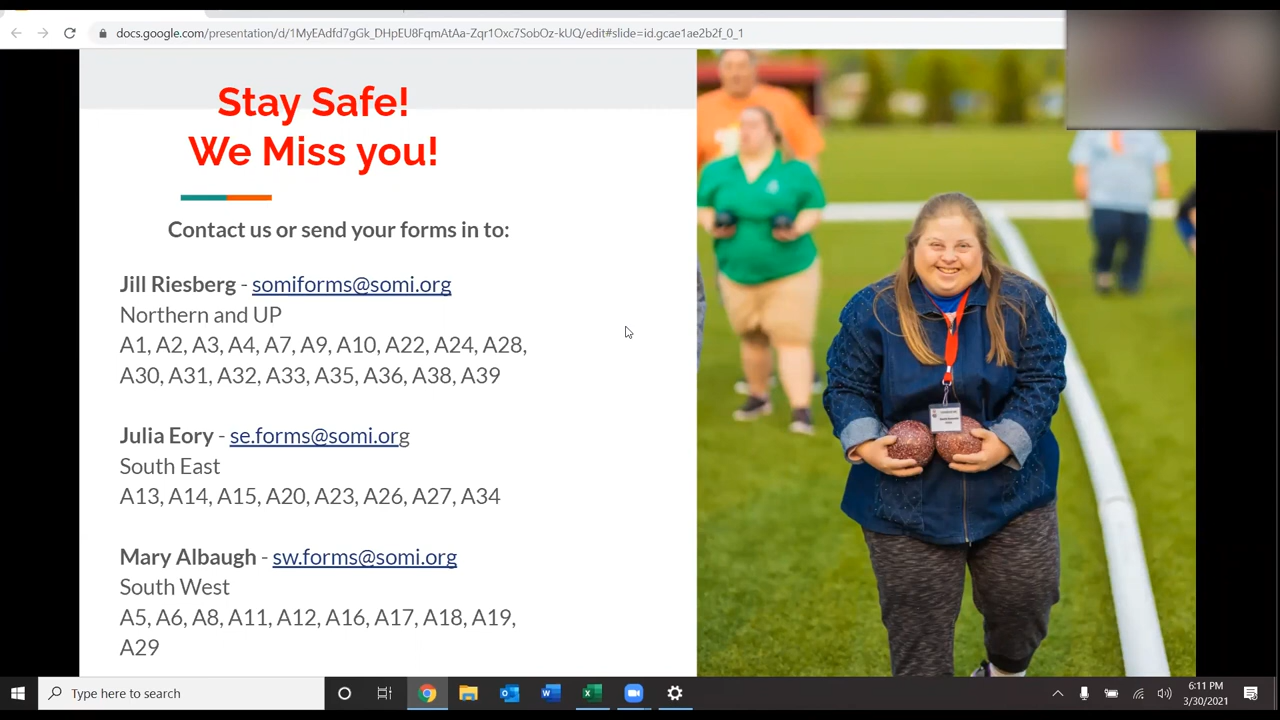 docs.google.com/presentation/d/1MyEAdfd7gGk_DHpEU8FqmAtAa-Zqr1Oxc7SobOz-kUQ/edit#slide=id.gcae1ae2b2f_0_1
Stay Safe!
We Miss you!
Contact us or send your forms in to:
Jill Riesberg - somiforms@somi.org
Northern and UP
A1, A2, A3, A4, A7, A9, A10, A22, A24, A28,
A30, A31, A32, A33, A35, A36, A38, A39
Julia Eory - se.forms@somi.org
South East
A13, A14, A15, A20, A23, A26, A27, A34
Mary Albaugh - sw.forms@somi.org
South West
A5, A6, A8, A11, A12, A16, A17, A18, A19,
A29
Type here to search
6:11 PM
3/30/2021